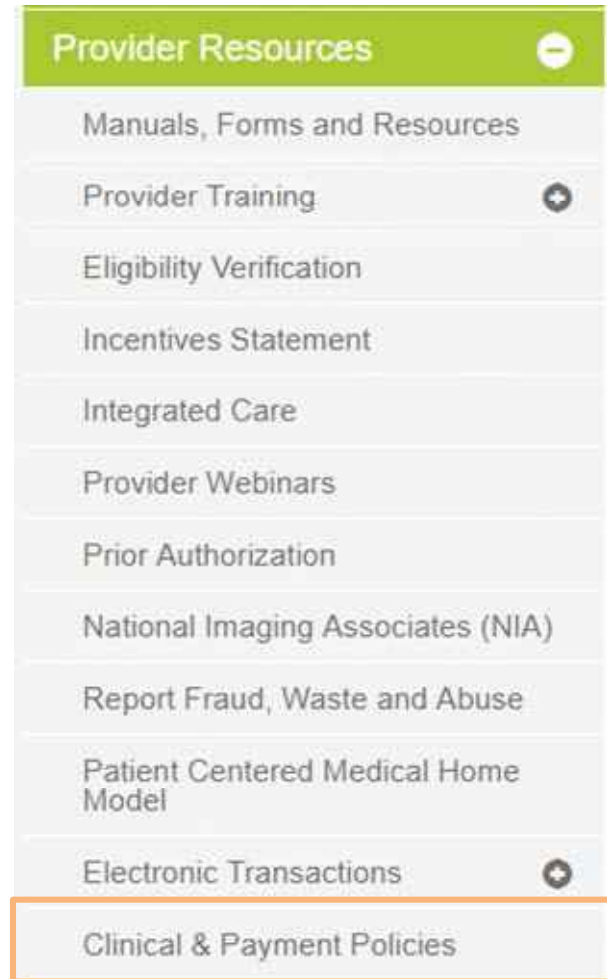 Provider Resources
Manuals, Forms and Resources
Provider Training
Eligibility Verification
Incentives Statement
Integrated Care
Provider Webinars
Prior Authorization
National Imaging Associates (NIA)
Report Fraud, Waste and Abuse
Patient Centered Medical Home
Model
Electronic Transactions
Clinical & Payment Policies